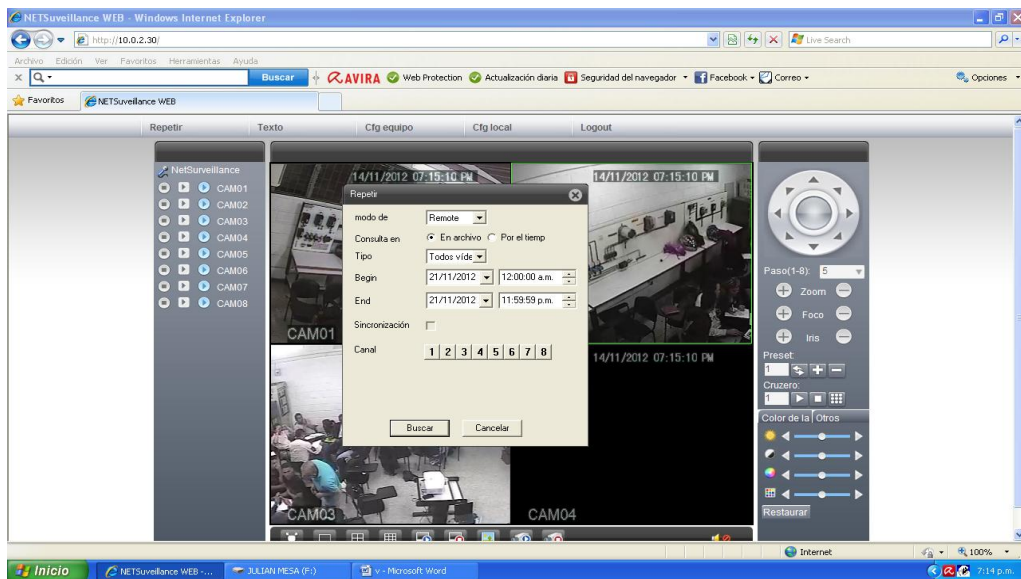 NETSuveillance WEB - Windows Internet Explorer
http://10.0.2.30/
Live Search
Archivo Edición Ver Favoritos Herramientas Ayuda
Buscar AVIRA Web Protection Actualización diaria Seguridad del navegador Facebook Correo Opciones
Favoritos NETSuveillance WEB
Repetir Texto Cfg equipo Cfg local Logout
NetSurveillance
CAM01
CAM02
CAM03
CAM04
CAM05
CAM06
CAM07
CAM08
14/11/2012 07:15:10 PM
14/11/2012 07:15:10 PM
CAM01
Repetir
modo de Remote
Consulta en En archivo Por el tiemp
Tipo Todos víde
Begin 21/11/2012 12:00:00 a.m.
End 21/11/2012 11:59:59 p.m.
Sincronización
Canal 1 2 3 4 5 6 7 8
Buscar Cancelar
14/11/2012 07:15:10 PM
CAM03
CAM04
Paso(1-8): 5
Zoom
Foco
Iris
Preset
1
Cruzero:
1
Color de la Otros
Restaurar
Internet 100%
Inicio NETSuveillance WEB -... JULIAN MESA (F:) v - Microsoft Word 7:14 p.m.